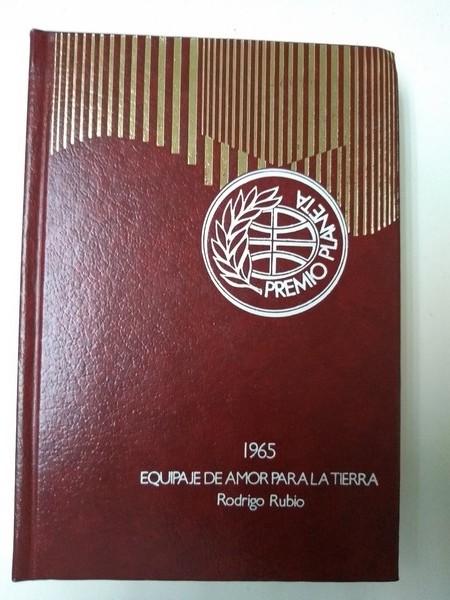 PREMIO PLANETA
1965
EQUIPAJE DE AMOR PARA LA TIERRA
Rodrigo Rubio